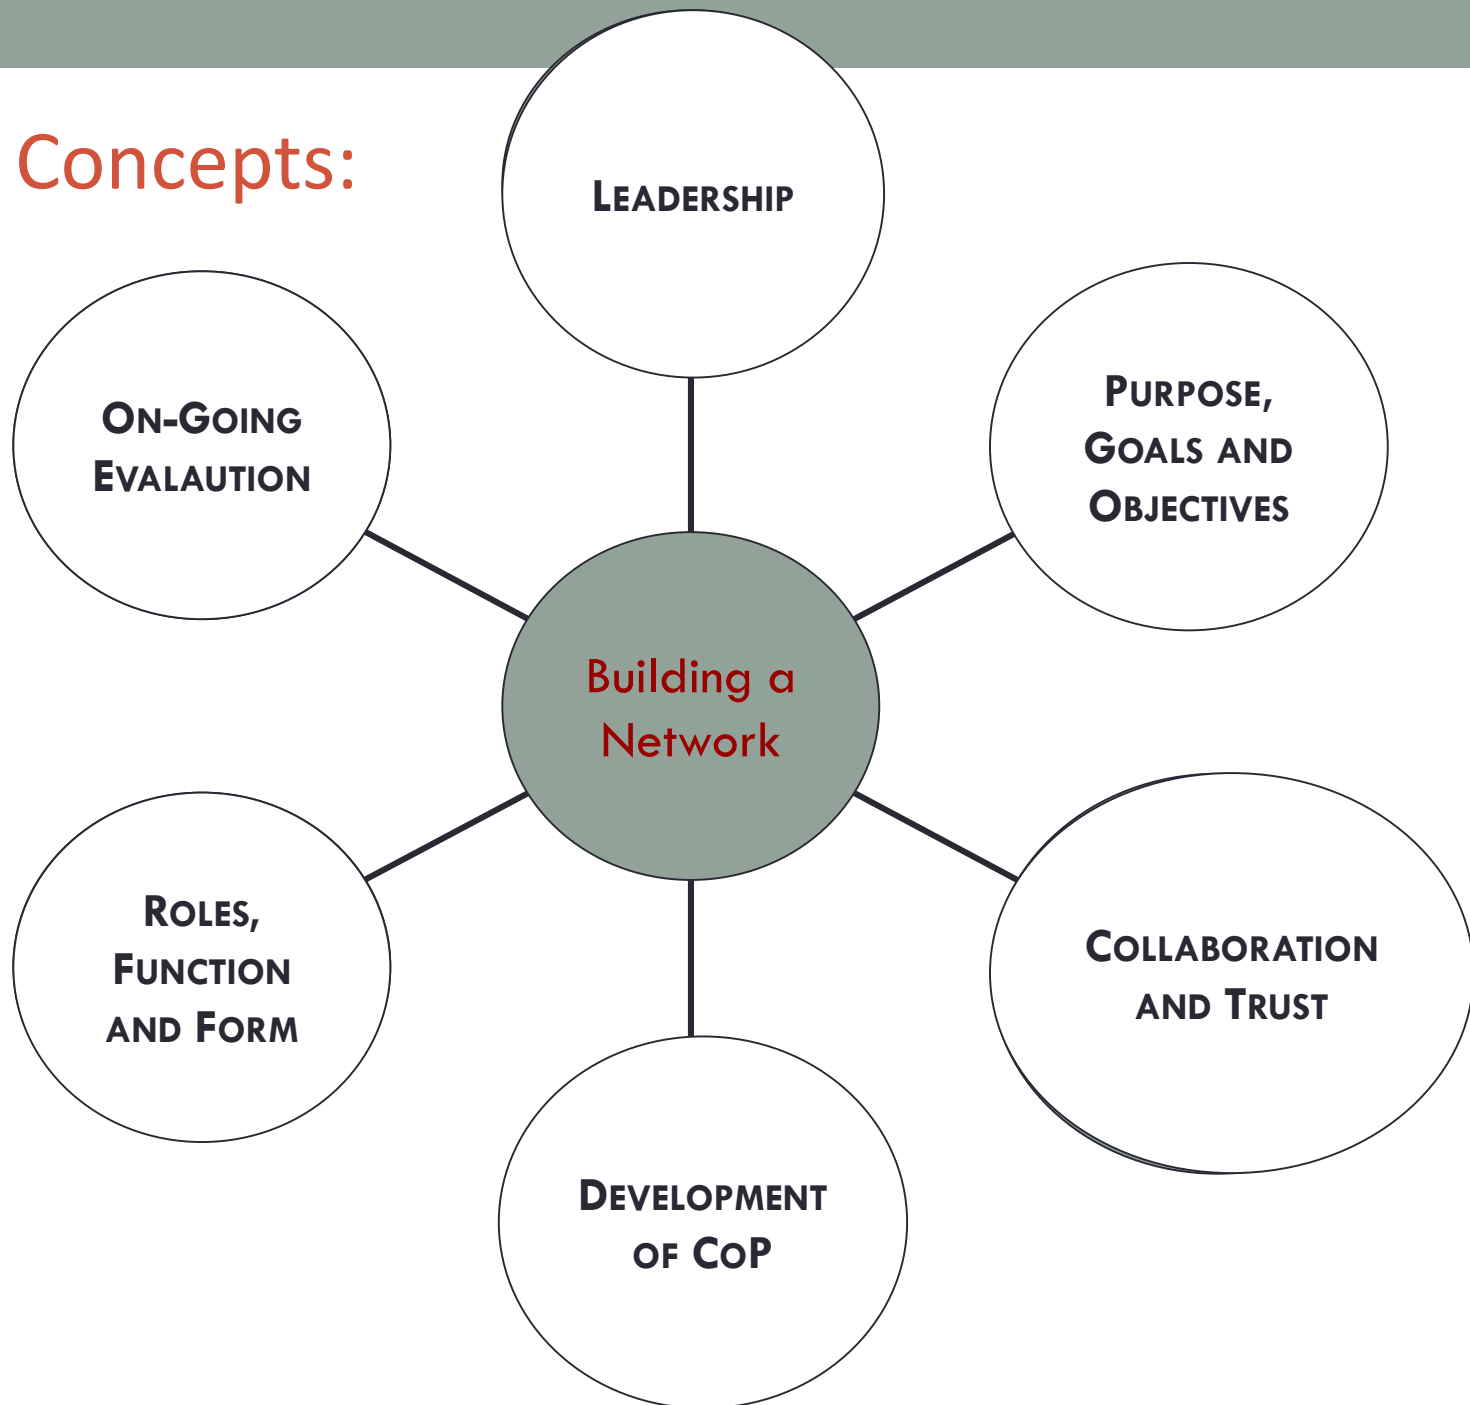 Concepts:
LEADERSHIP
PURPOSE,
GOALS AND
OBJECTIVES
COLLABORATION
AND TRUST
DEVELOPMENT
OF COP
ROLES,
FUNCTION
AND FORM
ON-GOING
EVALAUTION
Building a
Network